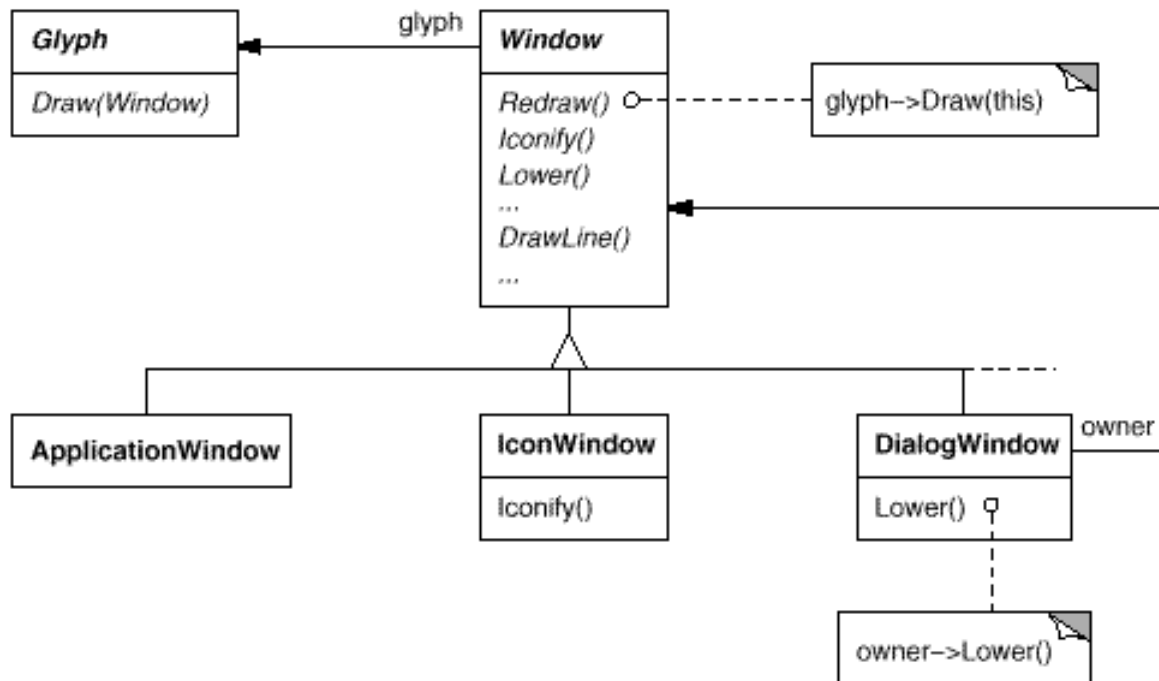 Glyph
Draw(Window)
glyph
Window
Redraw()
Iconify()
Lower()
...
DrawLine()
...
glyph->Draw(this)
ApplicationWindow
IconWindow
Iconify()
DialogWindow
Lower()
owner
owner->Lower()